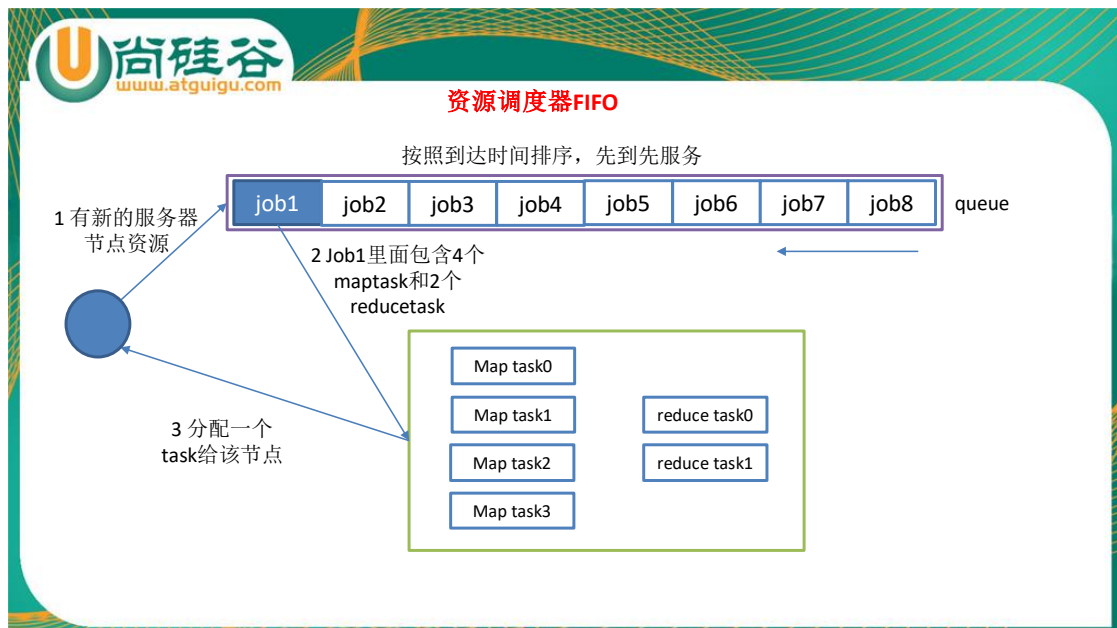 尚硅谷
www.atguigu.com
资源调度器FIFO
按照到达时间排序，先到先服务
job1 job2 job3 job4 job5 job6 job7 job8 queue
1 有新的服务器
节点资源
2 Job1里面包含4个
maptask和2个
reducetask
Map task0
Map task1 reduce task0
Map task2 reduce task1
Map task3
3 分配一个
task给该节点